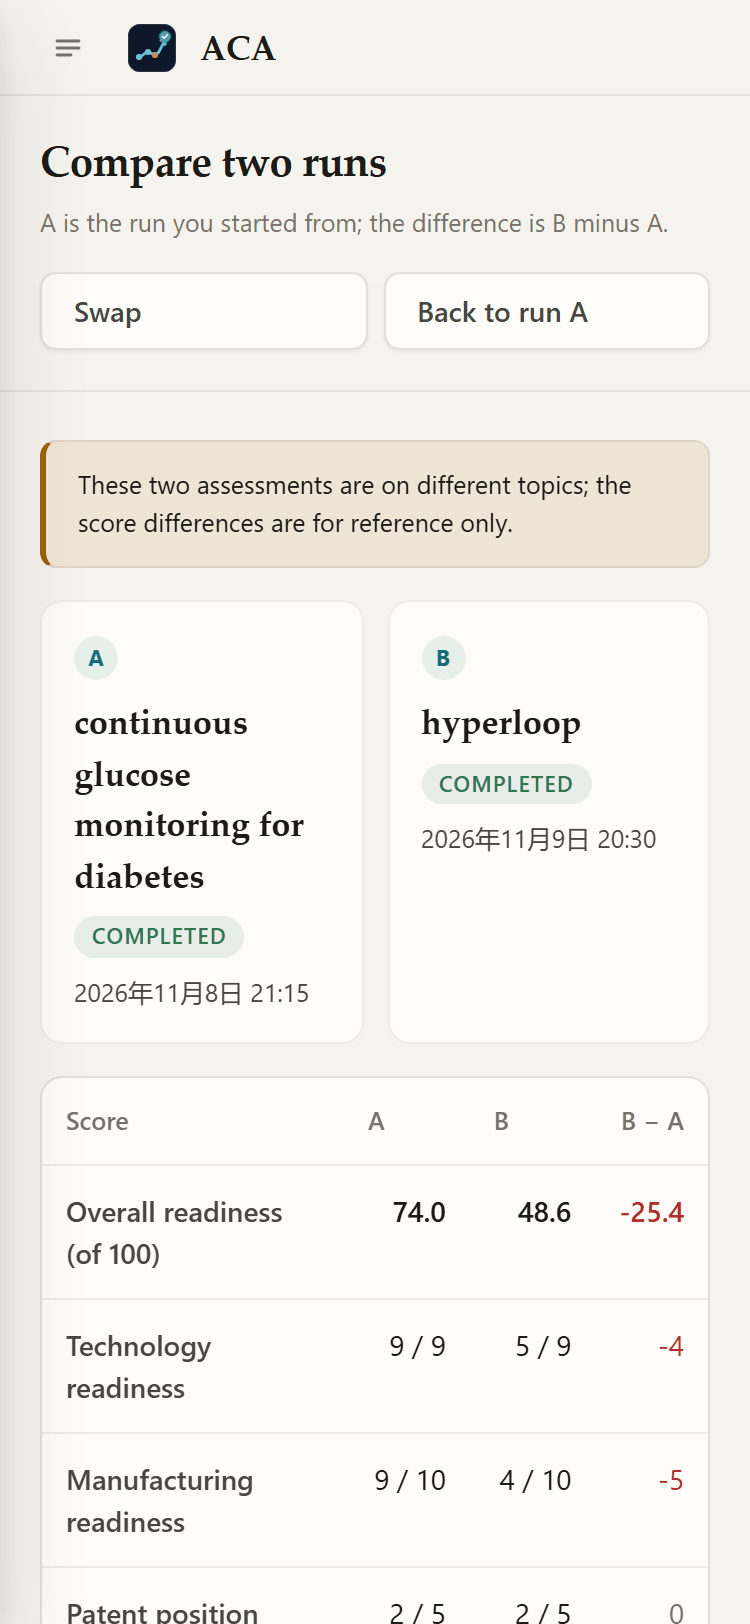 ACA
Compare two runs
A is the run you started from; the difference is B minus A.
Swap
Back to run A
These two assessments are on different topics; the
score differences are for reference only.
A
continuous
glucose
monitoring for
diabetes
COMPLETED
2026年11月8日 21:15
B
hyperloop
COMPLETED
2026年11月9日 20:30
Score A B B – A
Overall readiness
(of 100)
74.0 48.6 -25.4
Technology
readiness
9 / 9 5 / 9 -4
Manufacturing
readiness
9 / 10 4 / 10 -5
Patent position 2 / 5 2 / 5 0